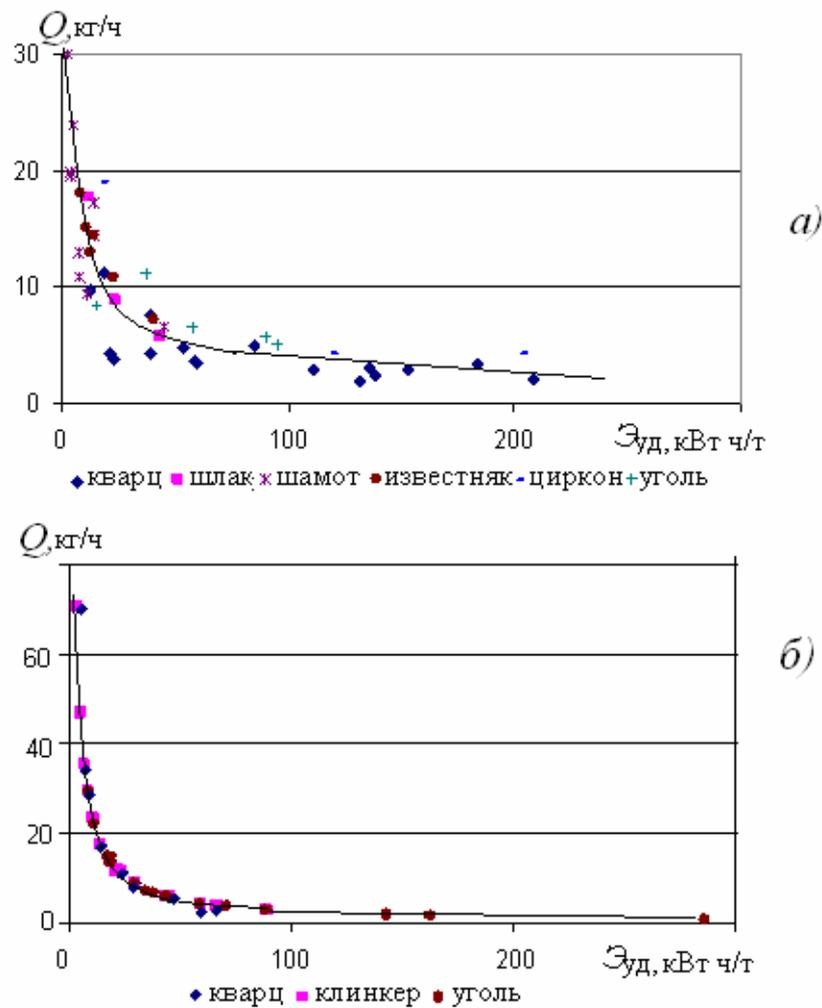 Q,кг/ч
30
20
10
0
0 100 200 Эуд, кВт ч/т
а)
кварц шлак шамот известняк циркон уголь
Q,кг/ч
60
40
20
0
0 100 200 Эуд, кВт ч/т
б)
кварц клинкер уголь